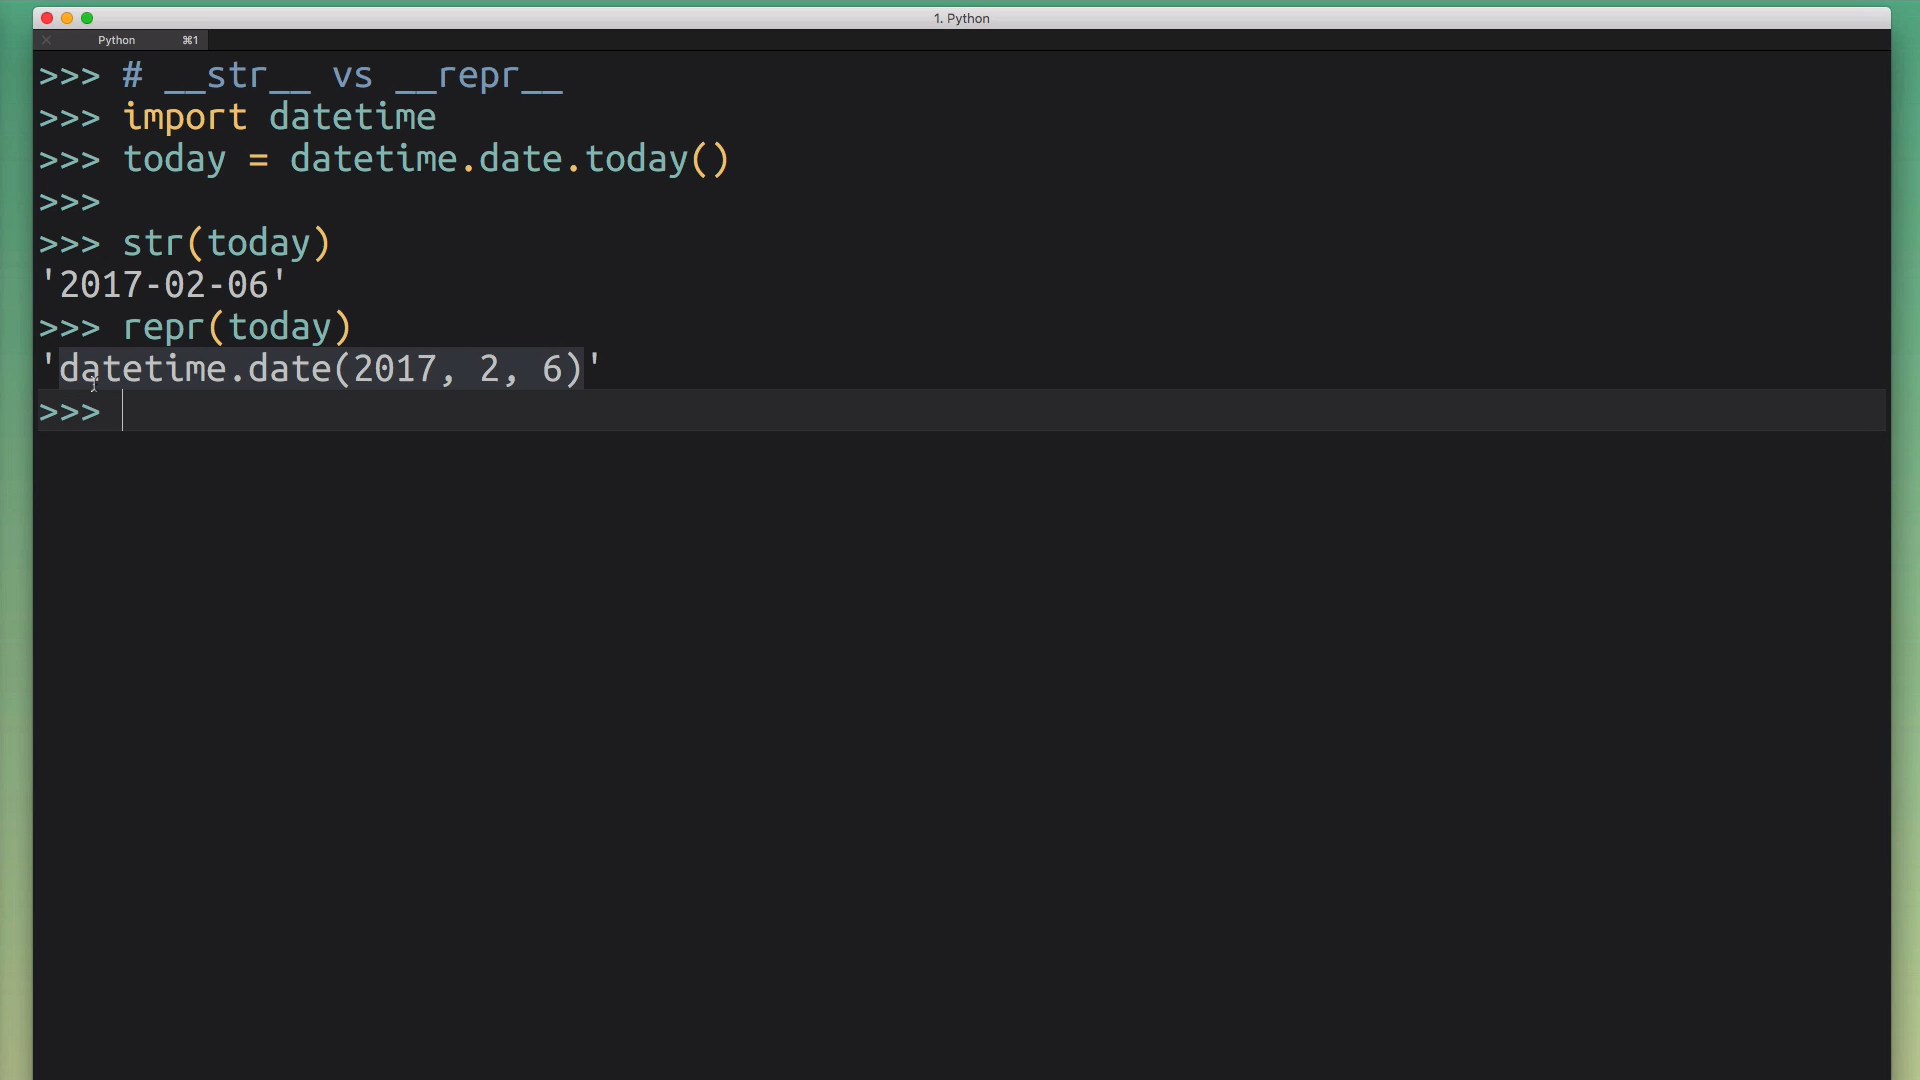 1. Python
Python ⌘1
>>> # __str__ vs __repr__
>>> import datetime
>>> today = datetime.date.today()
>>>
>>> str(today)
'2017-02-06'
>>> repr(today)
'datetime.date(2017, 2, 6)'
>>>